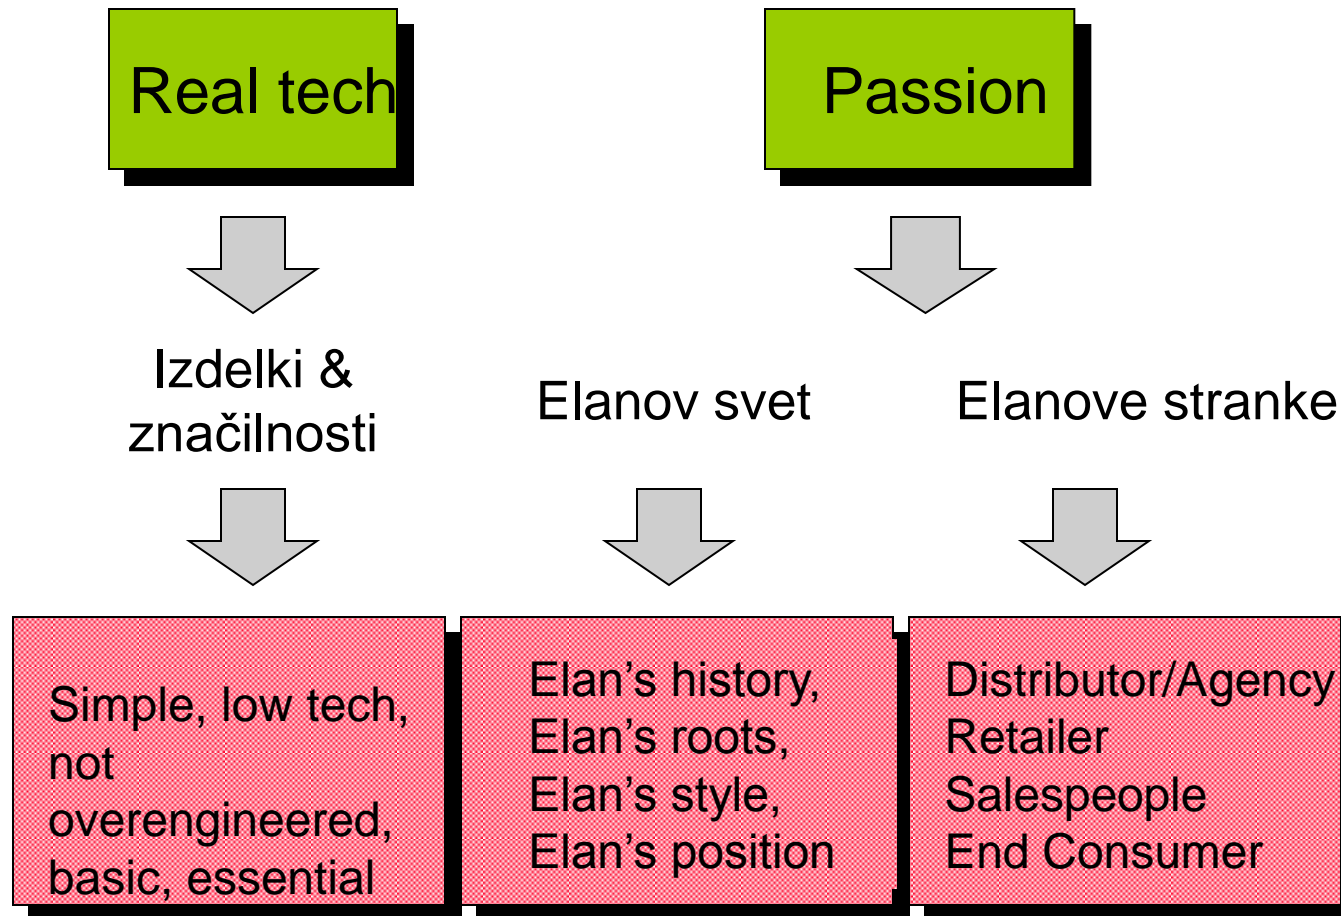 Real tech
Passion
Izdelki &
značilnosti
Elanov svet
Elanove stranke
Simple, low tech,
not
overengineered,
basic, essential
Elan’s history,
Elan’s roots,
Elan’s style,
Elan’s position
Distributor/Agency
Retailer
Salespeople
End Consumer